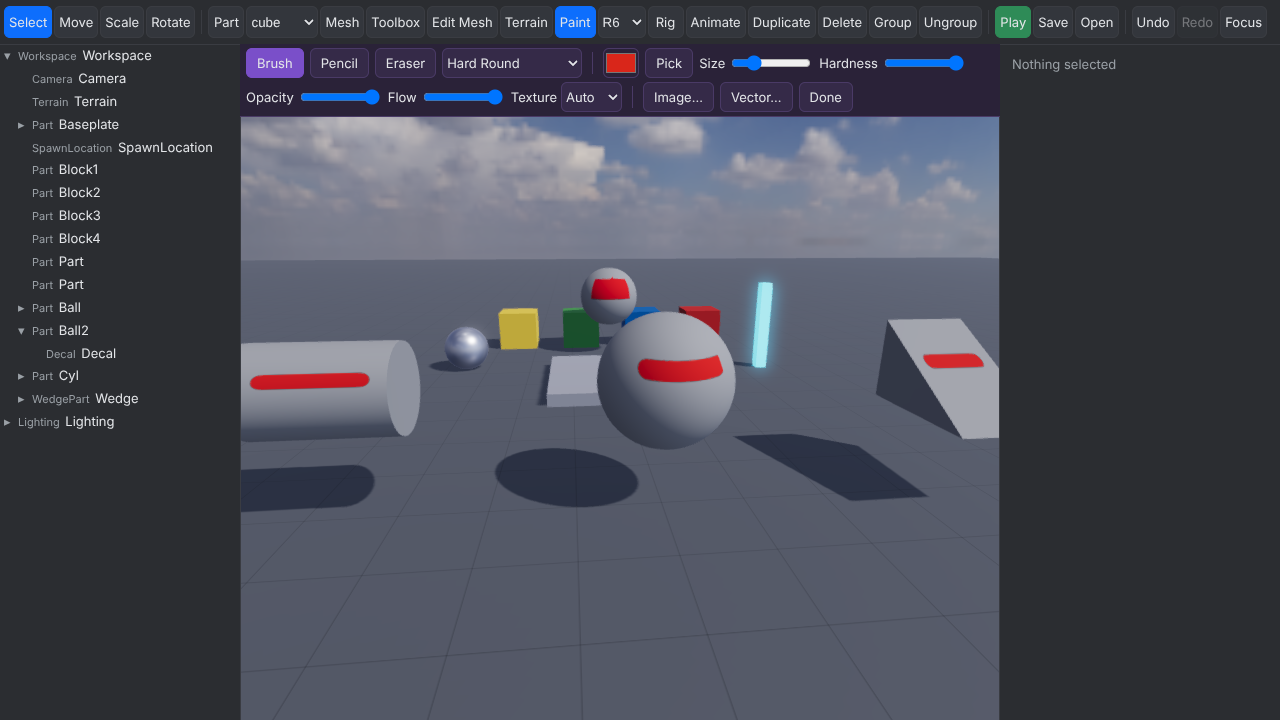 Select Move Scale Rotate Part cube Mesh Toolbox Edit Mesh Terrain Paint R6 Rig Animate Duplicate Delete Group Ungroup Play Save Open Undo Redo Focus
Workspace Workspace
Camera Camera
Terrain Terrain
Part Baseplate
SpawnLocation SpawnLocation
Part Block1
Part Block2
Part Block3
Part Block4
Part Part
Part Part
Part Ball
Part Ball2
Decal Decal
Part Cyl
WedgePart Wedge
Lighting Lighting
Brush Pencil Eraser Hard Round Pick Size Hardness
Opacity Flow Texture Auto Image... Vector... Done
Nothing selected